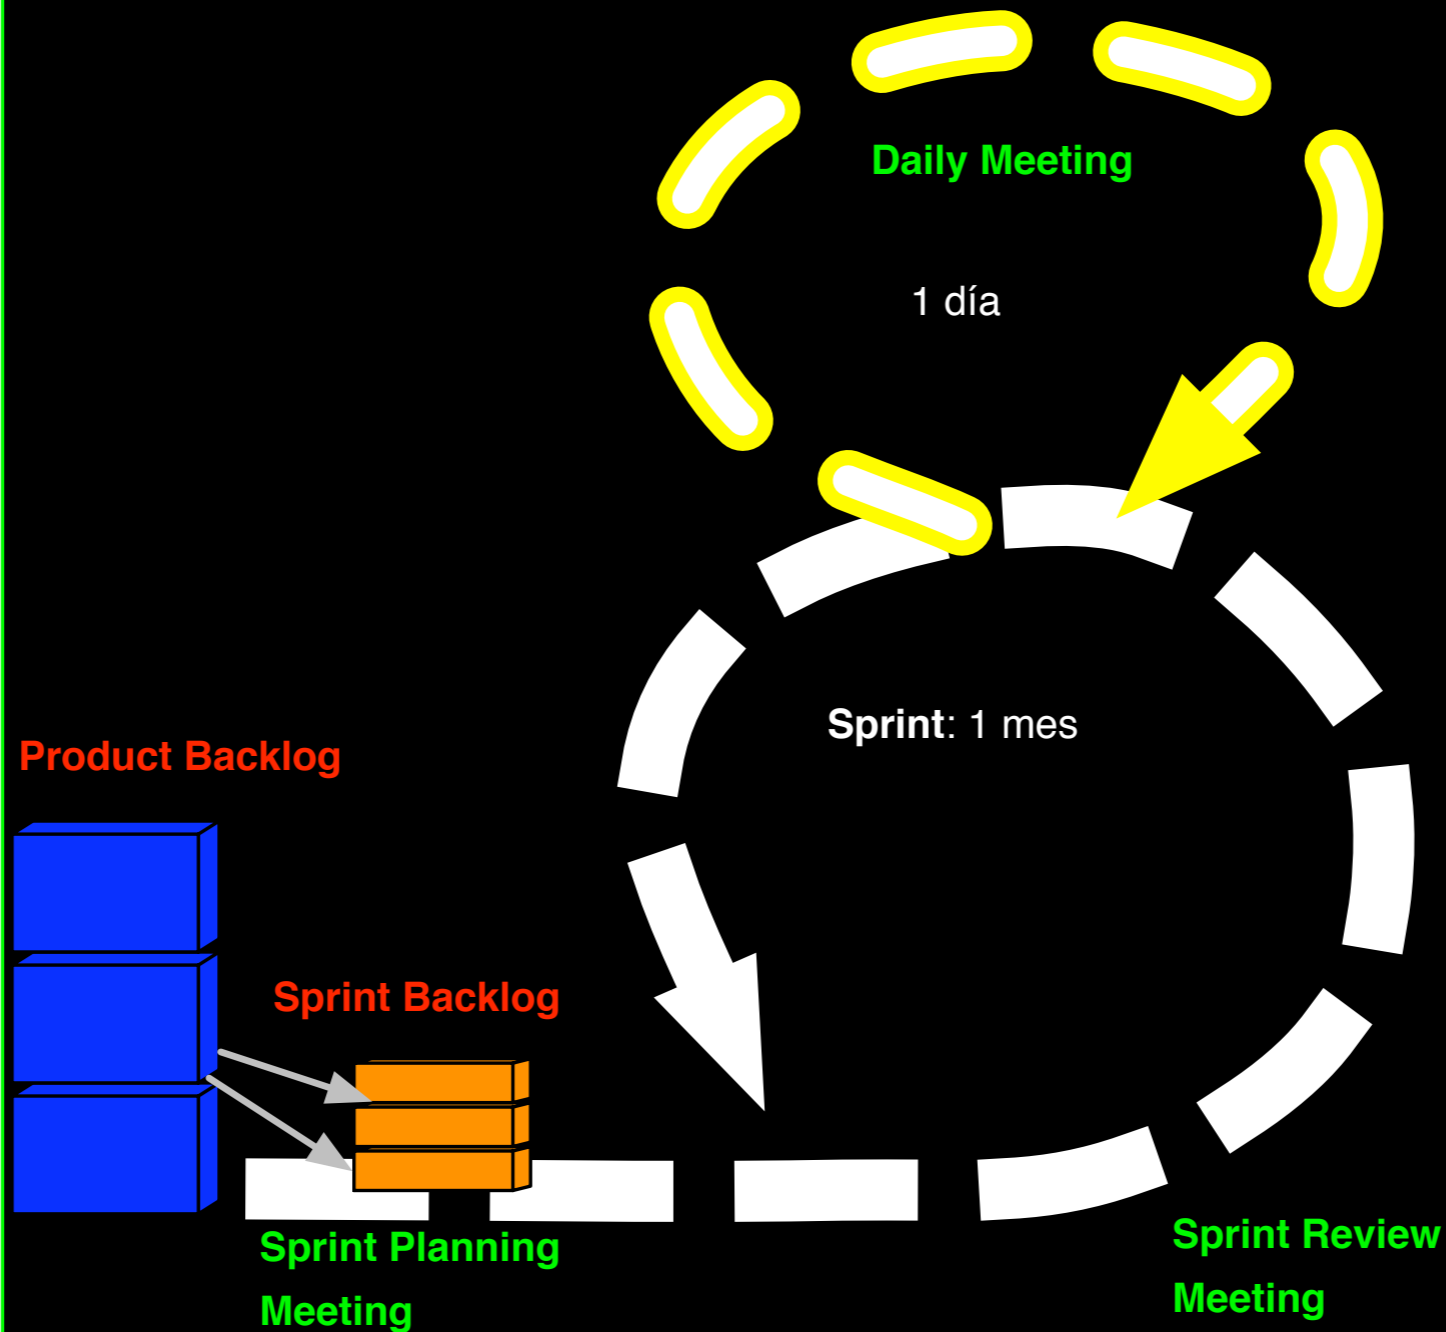 Daily Meeting
1 día
Sprint: 1 mes
Product Backlog
Sprint Backlog
Sprint Planning
Meeting
Sprint Review
Meeting